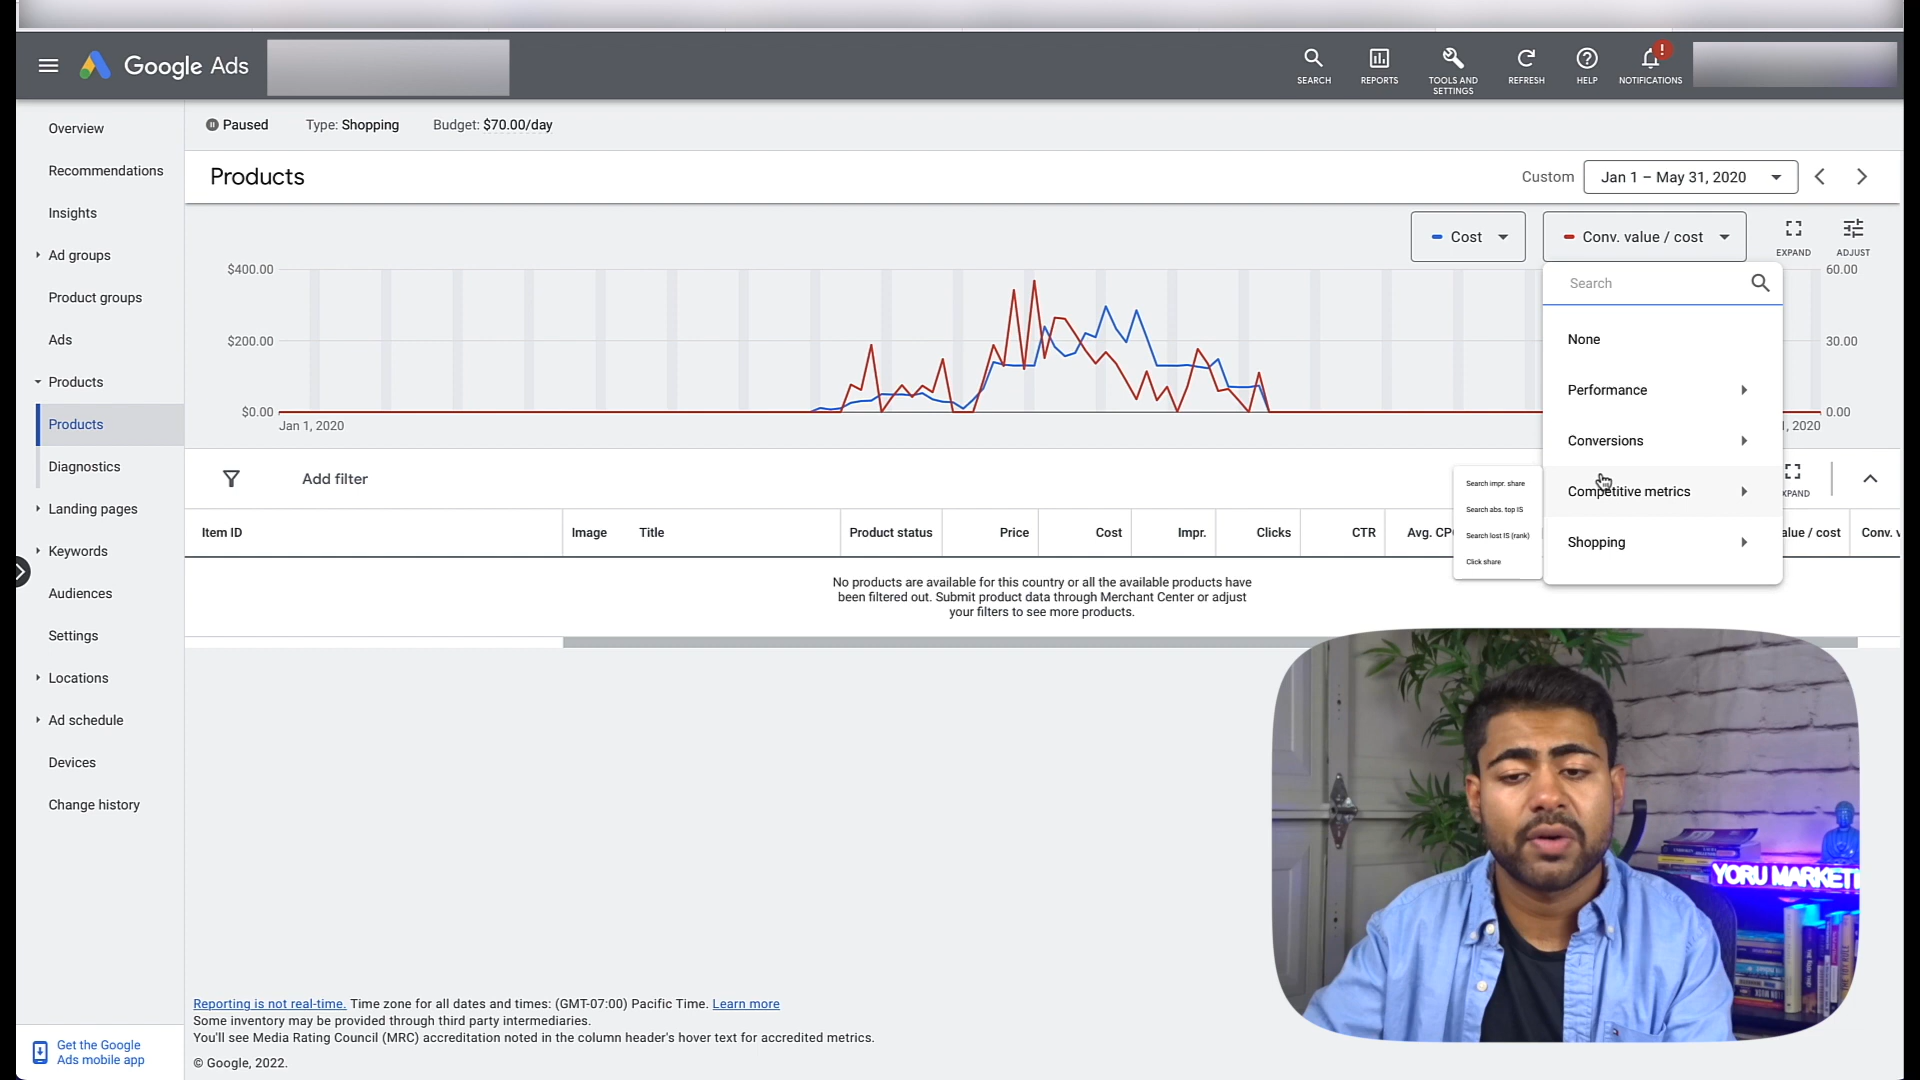 Google Ads
SEARCH
REPORTS
TOOLS AND
SETTINGS
REFRESH
HELP
!
NOTIFICATIONS
Overview
Recommendations
Insights
Ad groups
Product groups
Ads
Products
Products
Diagnostics
Landing pages
Keywords
Audiences
Settings
Locations
Ad schedule
Devices
Change history
Get the Google
Ads mobile app
Paused
Type: Shopping
Budget: $70.00/day
Products
Custom
Jan 1 – May 31, 2020
Cost
Conv. value / cost
EXPAND
ADJUST
$400.00
$200.00
$0.00
60.00
30.00
0.00
Jan 1, 2020
1, 2020
Search
None
Performance
Conversions
Competitive metrics
Shopping
Search impr. share
Search abs. top IS
Search lost IS (rank)
Click share
Add filter
XPAND
Item ID
Image
Title
Product status
Price
Cost
Impr.
Clicks
CTR
Avg. CP
alue / cost
Conv. v
No products are available for this country or all the available products have
been filtered out. Submit product data through Merchant Center or adjust
your filters to see more products.
YORU MARKETI
Reporting is not real-time. Time zone for all dates and times: (GMT-07:00) Pacific Time. Learn more
Some inventory may be provided through third party intermediaries.
You'll see Media Rating Council (MRC) accreditation noted in the column header's hover text for accredited metrics.
© Google, 2022.